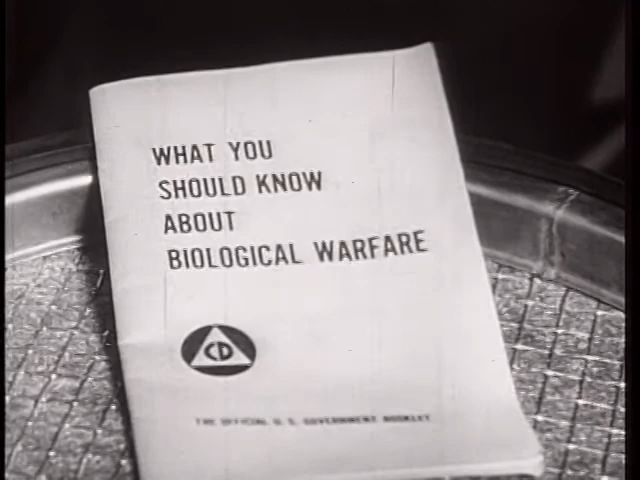 WHAT YOU
SHOULD KNOW
ABOUT
BIOLOGICAL WARFARE
CD
THE OFFICIAL U. S. GOVERNMENT BOOKLET